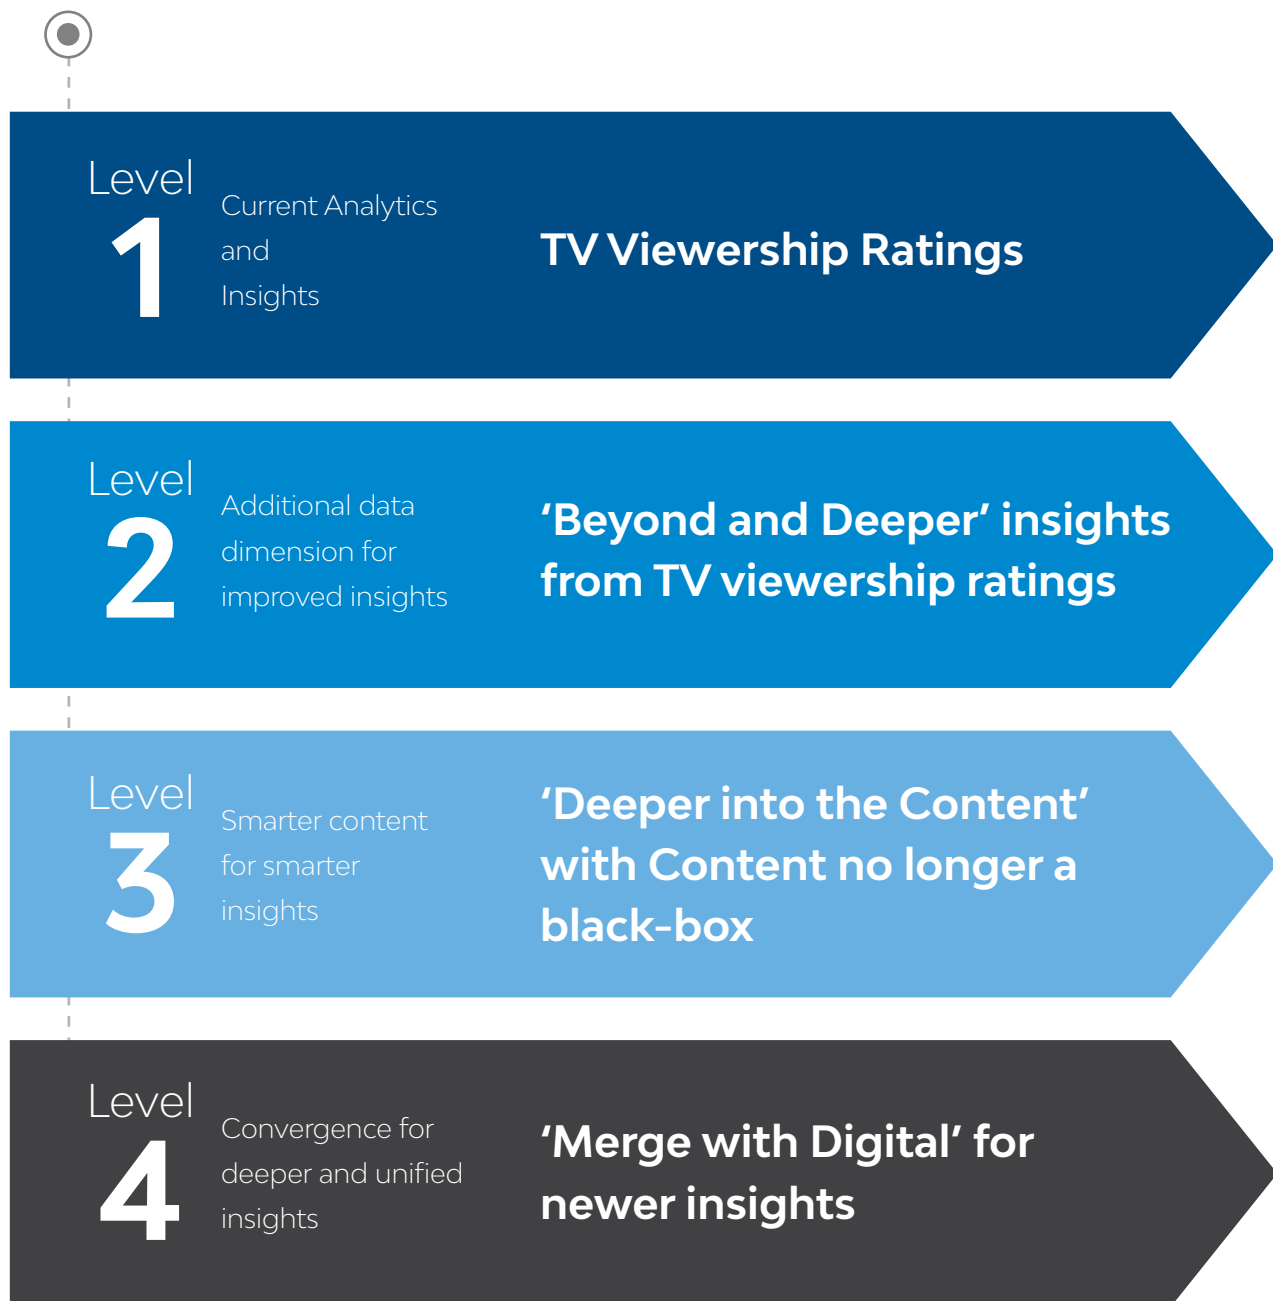 Level
1
Current Analytics
and
Insights
TV Viewership Ratings
Level
2
Additional data
dimension for
improved insights
‘Beyond and Deeper’ insights
from TV viewership ratings
Level
3
Smarter content
for smarter
insights
‘Deeper into the Content’
with Content no longer a
black-box
Level
4
Convergence for
deeper and unified
insights
‘Merge with Digital’ for
newer insights